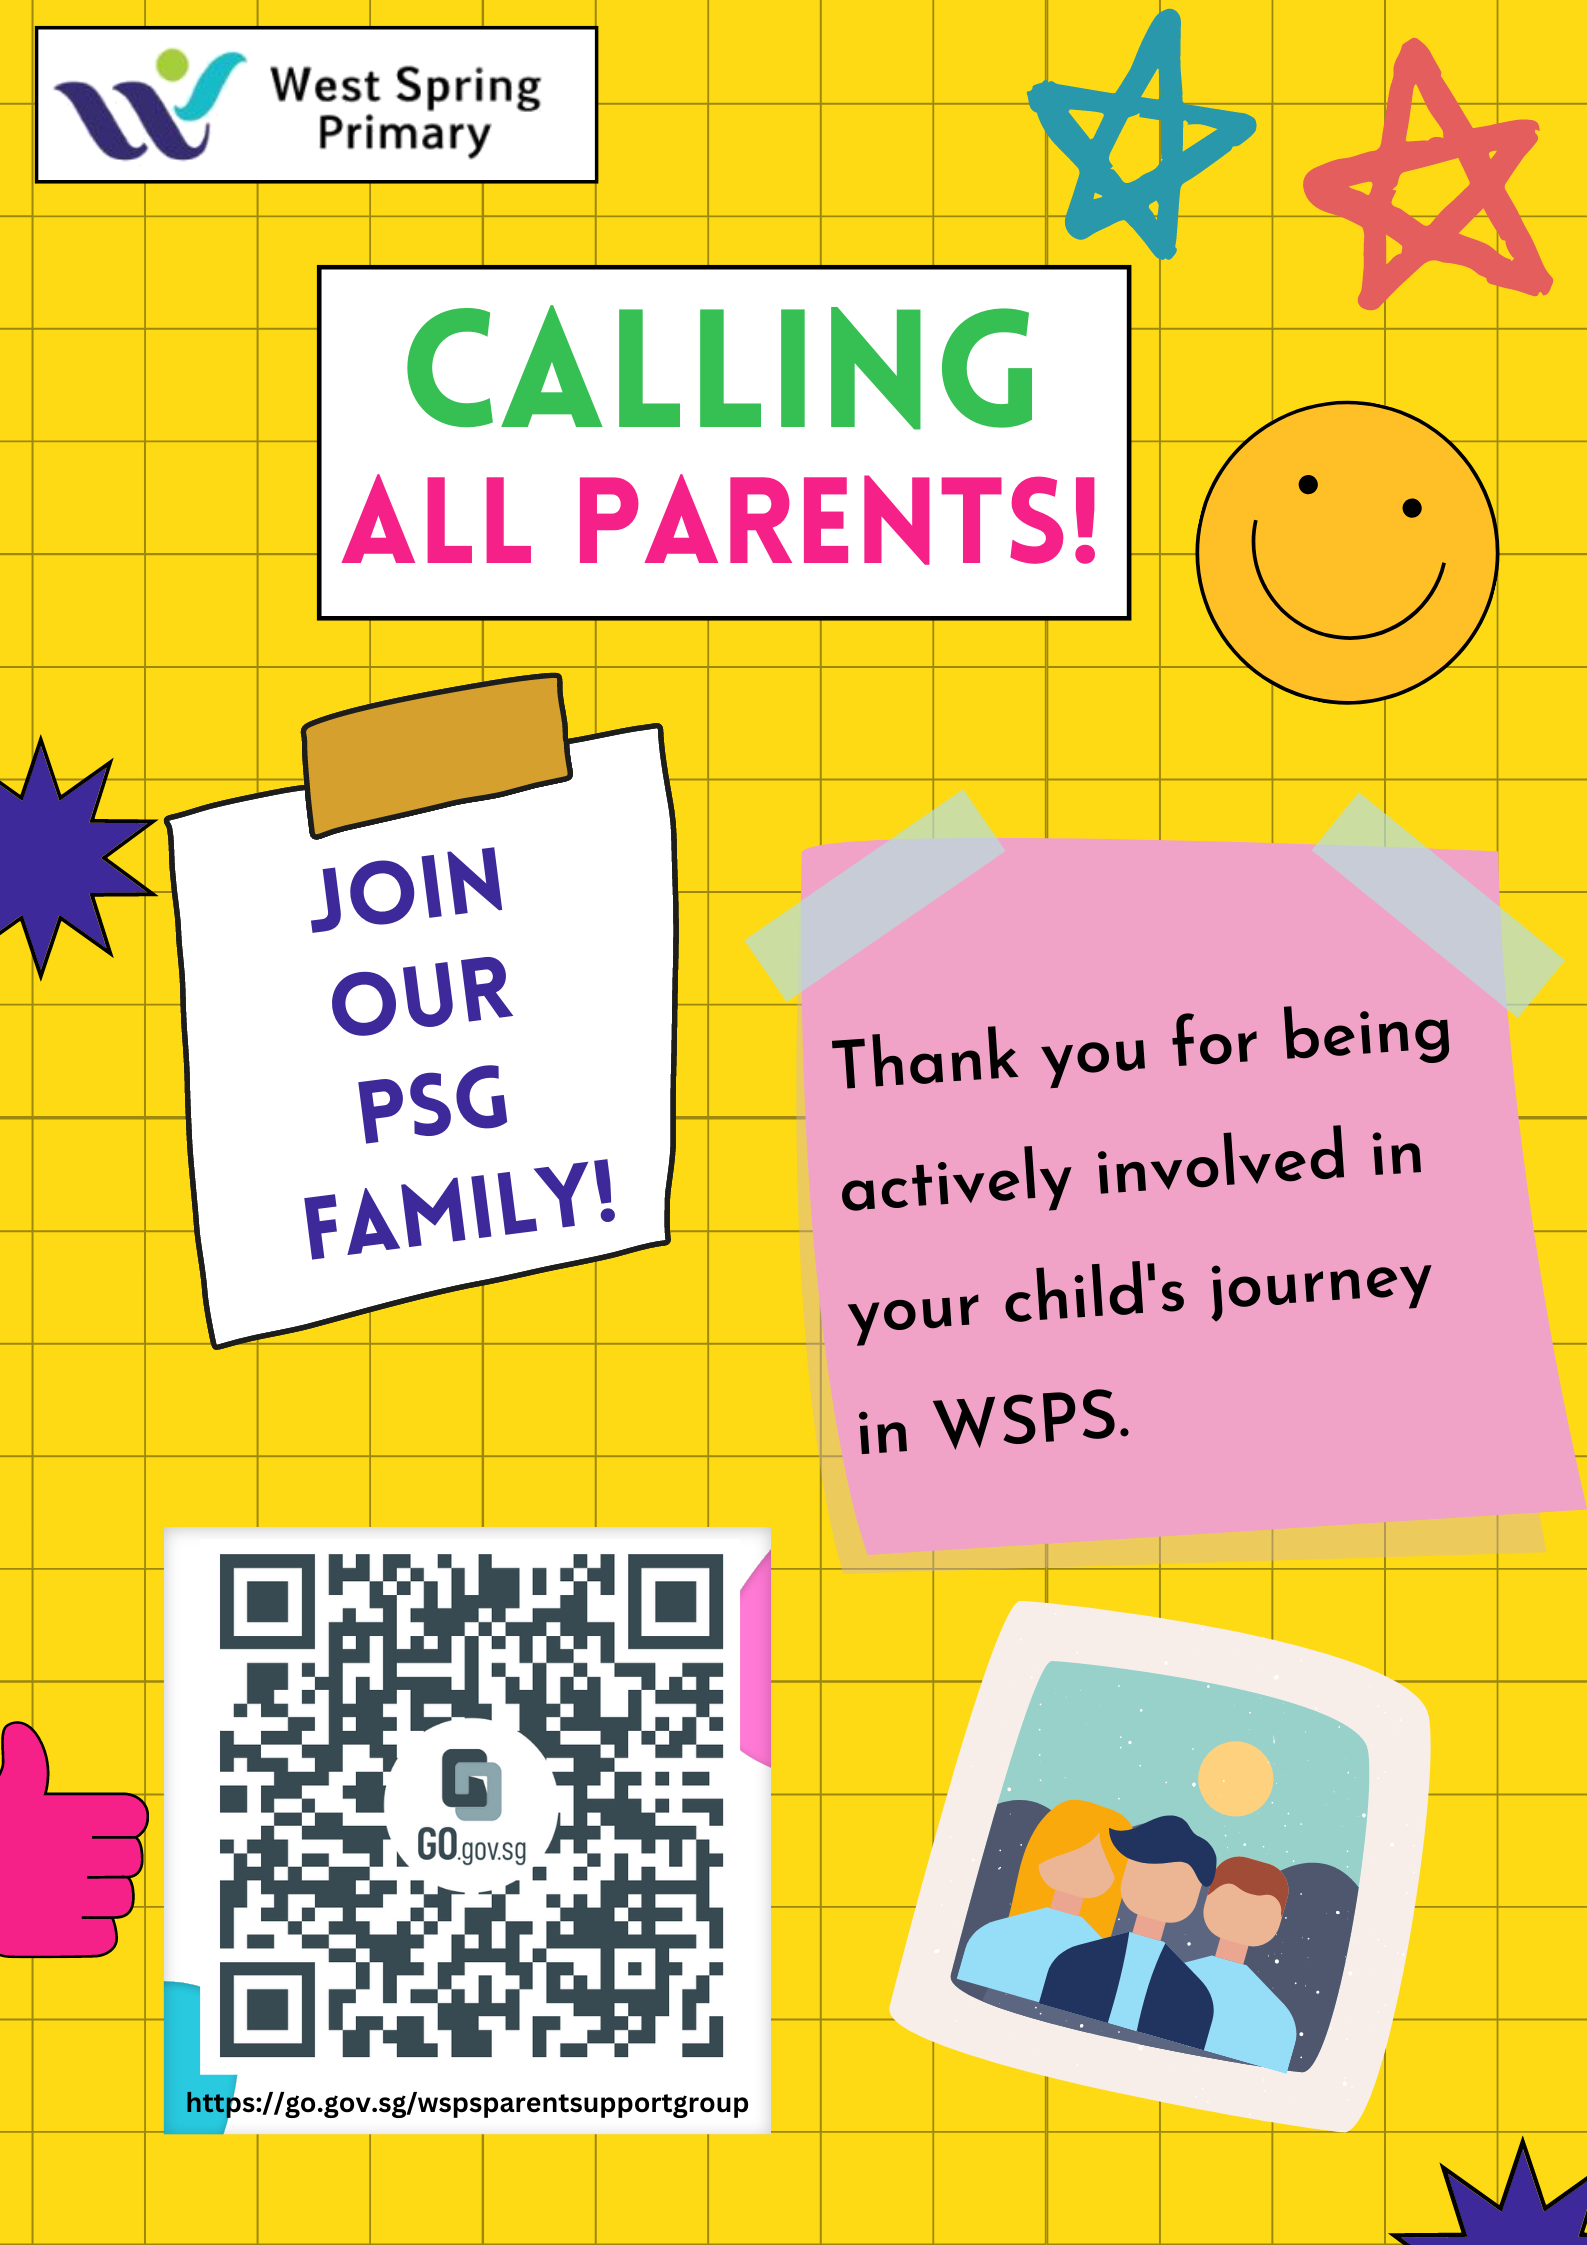 West Spring
Primary
CALLING
ALL PARENTS!
JOIN
OUR
PSG
FAMILY!
Thank you for being
actively involved in
your child's journey
in WSPS.
GO.gov.sg
https://go.gov.sg/wspsparentsupportgroup